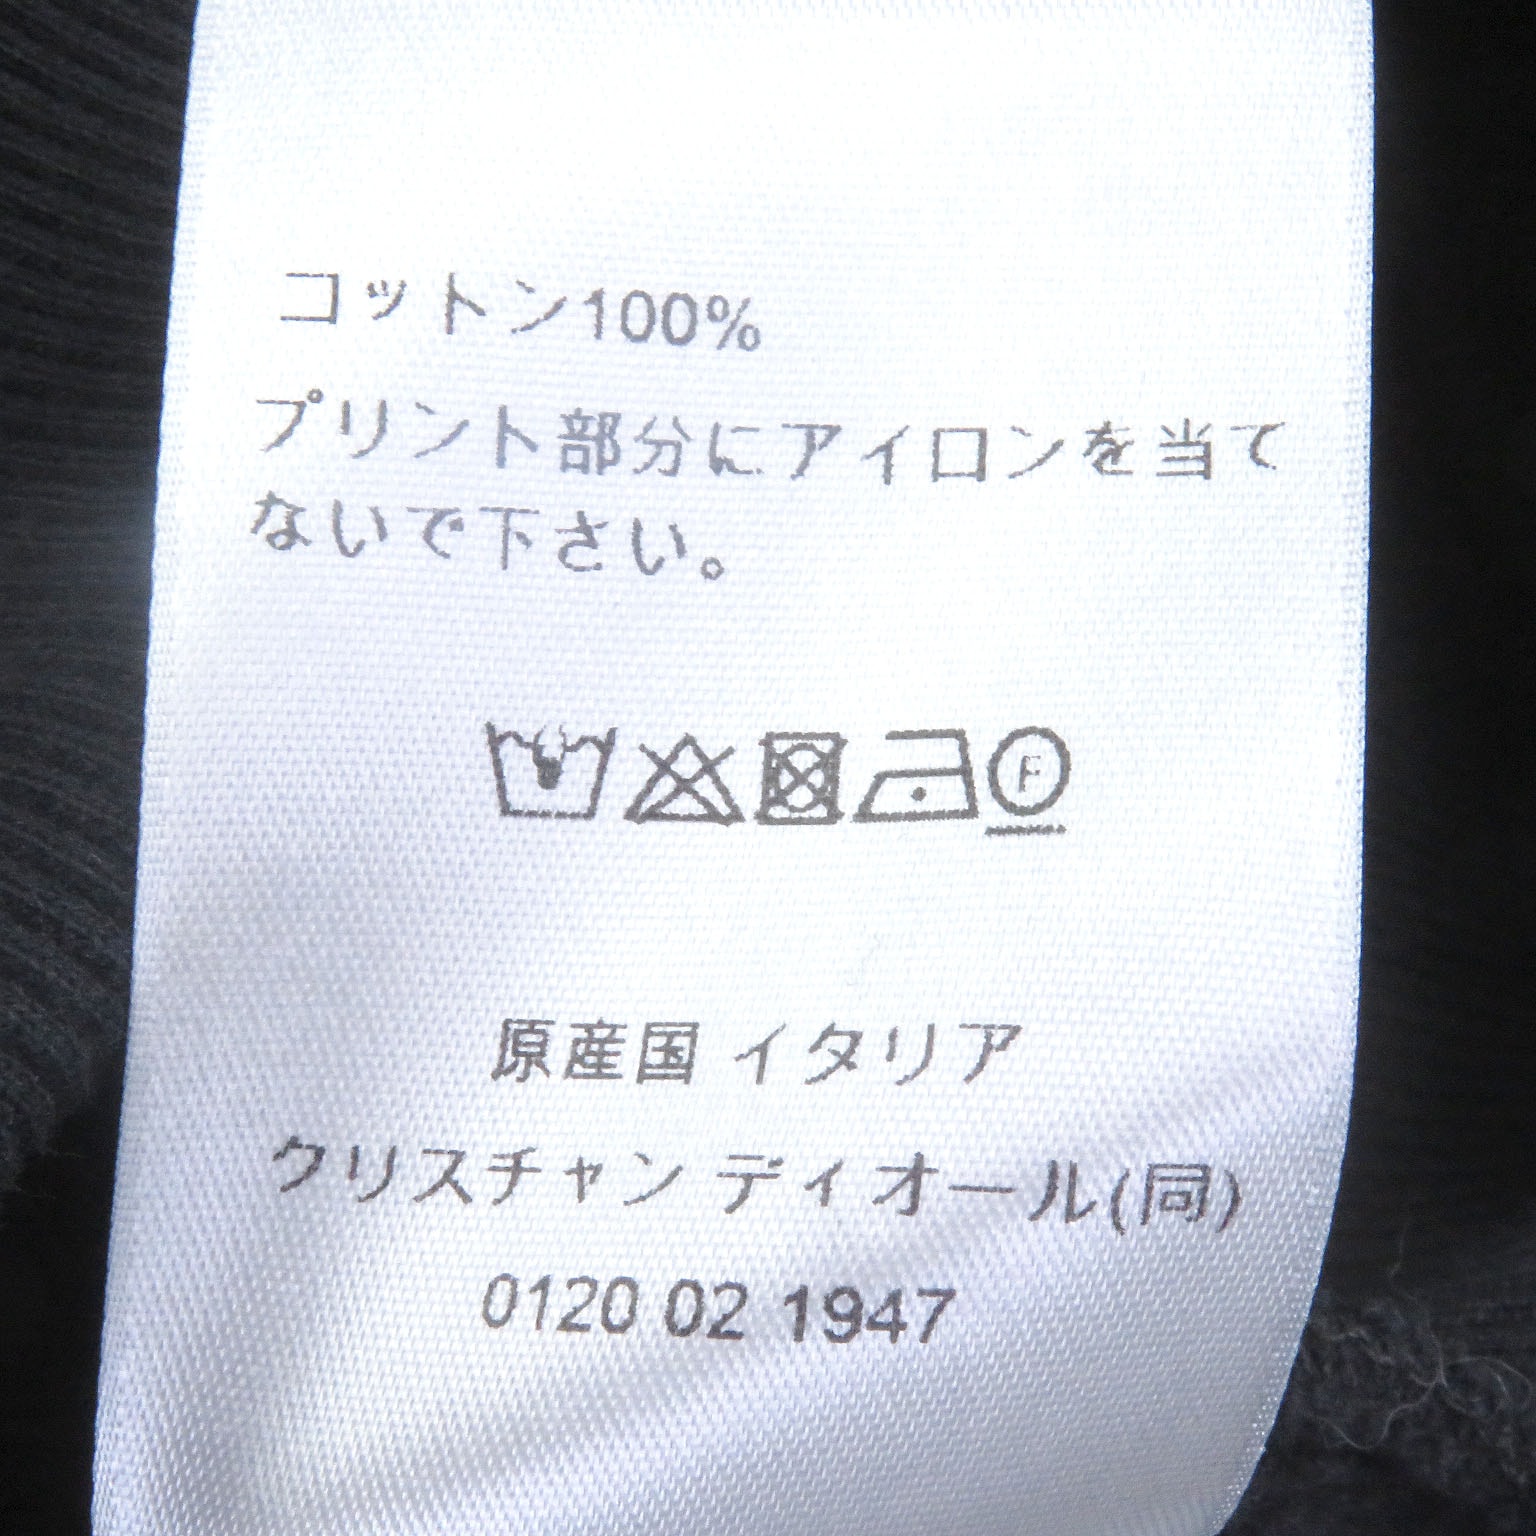 コットン100%
プリント部分にアイロンを当て
ないで下さい。
F
原産国 イタリア
クリスチャン ディオール(同)
0120 02 1947